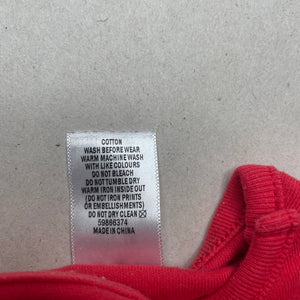 COTTON
WASH BEFORE WEAR
WARM MACHINE WASH
WITH LIKE COLOURS
DO NOT BLEACH
DO NOT TUMBLE DRY
WARM IRON INSIDE OUT
(DO NOT IRON PRINTS
OR EMBELLISHMENTS)
DO NOT DRY CLEAN
59866374
MADE IN CHINA